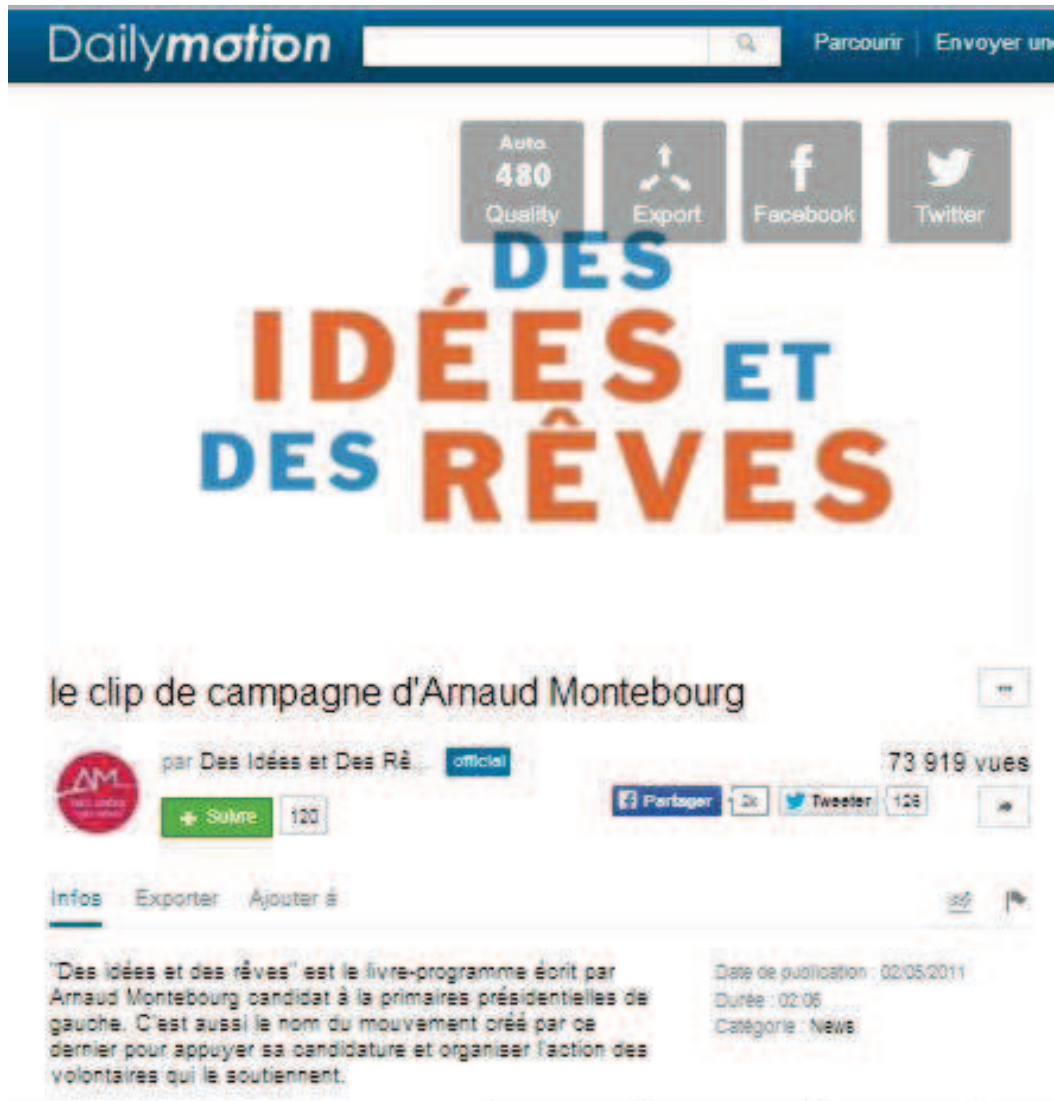 Dailymotion Parcourir Envoyer une
Auto
480
Quality Export Facebook Twitter
DES
IDÉES ET
DES RÊVES
le clip de campagne d'Arnaud Montebourg
AM
par Des Idées et Des Rê... official 73 919 vues
+ Suivre 120 Partager 2k Tweeter 126
Infos Exporter Ajouter à
"Des idées et des rêves" est le livre-programme écrit par
Arnaud Montebourg candidat à la primaires présidentielles de
gauche. C'est aussi le nom du mouvement créé par ce
dernier pour appuyer sa candidature et organiser l'action des
volontaires qui le soutiennent.
Date de publication : 02/05/2011
Durée : 02:06
Catégorie : News